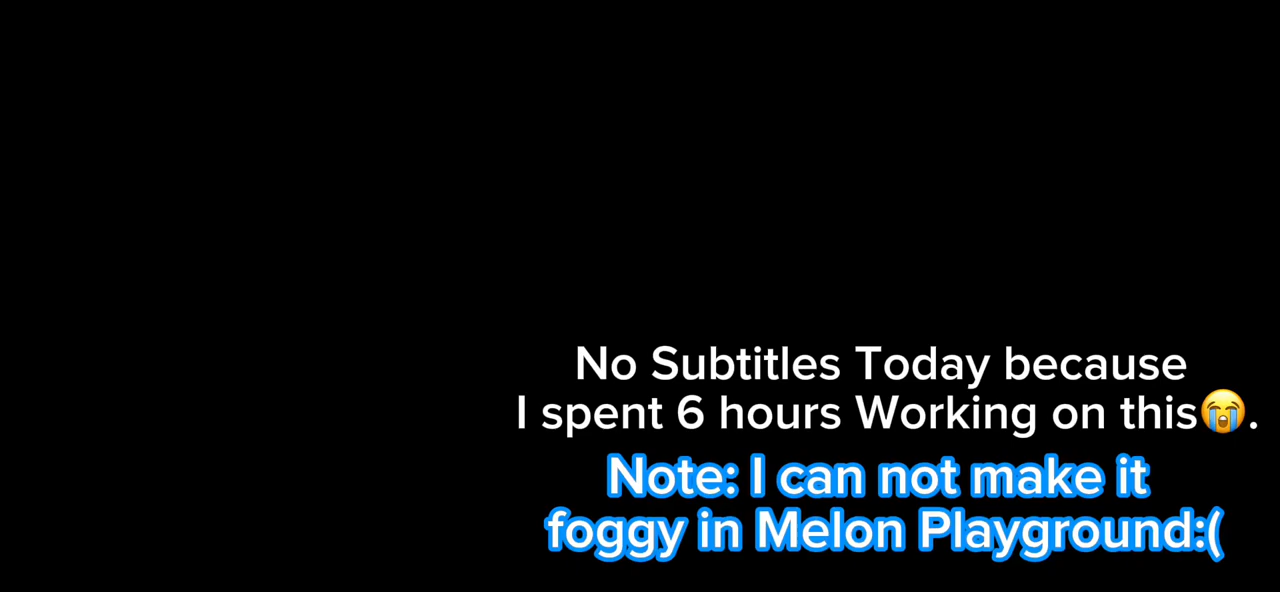 No Subtitles Today because
I spent 6 hours Working on this😭.
Note: I can not make it
foggy in Melon Playground:(